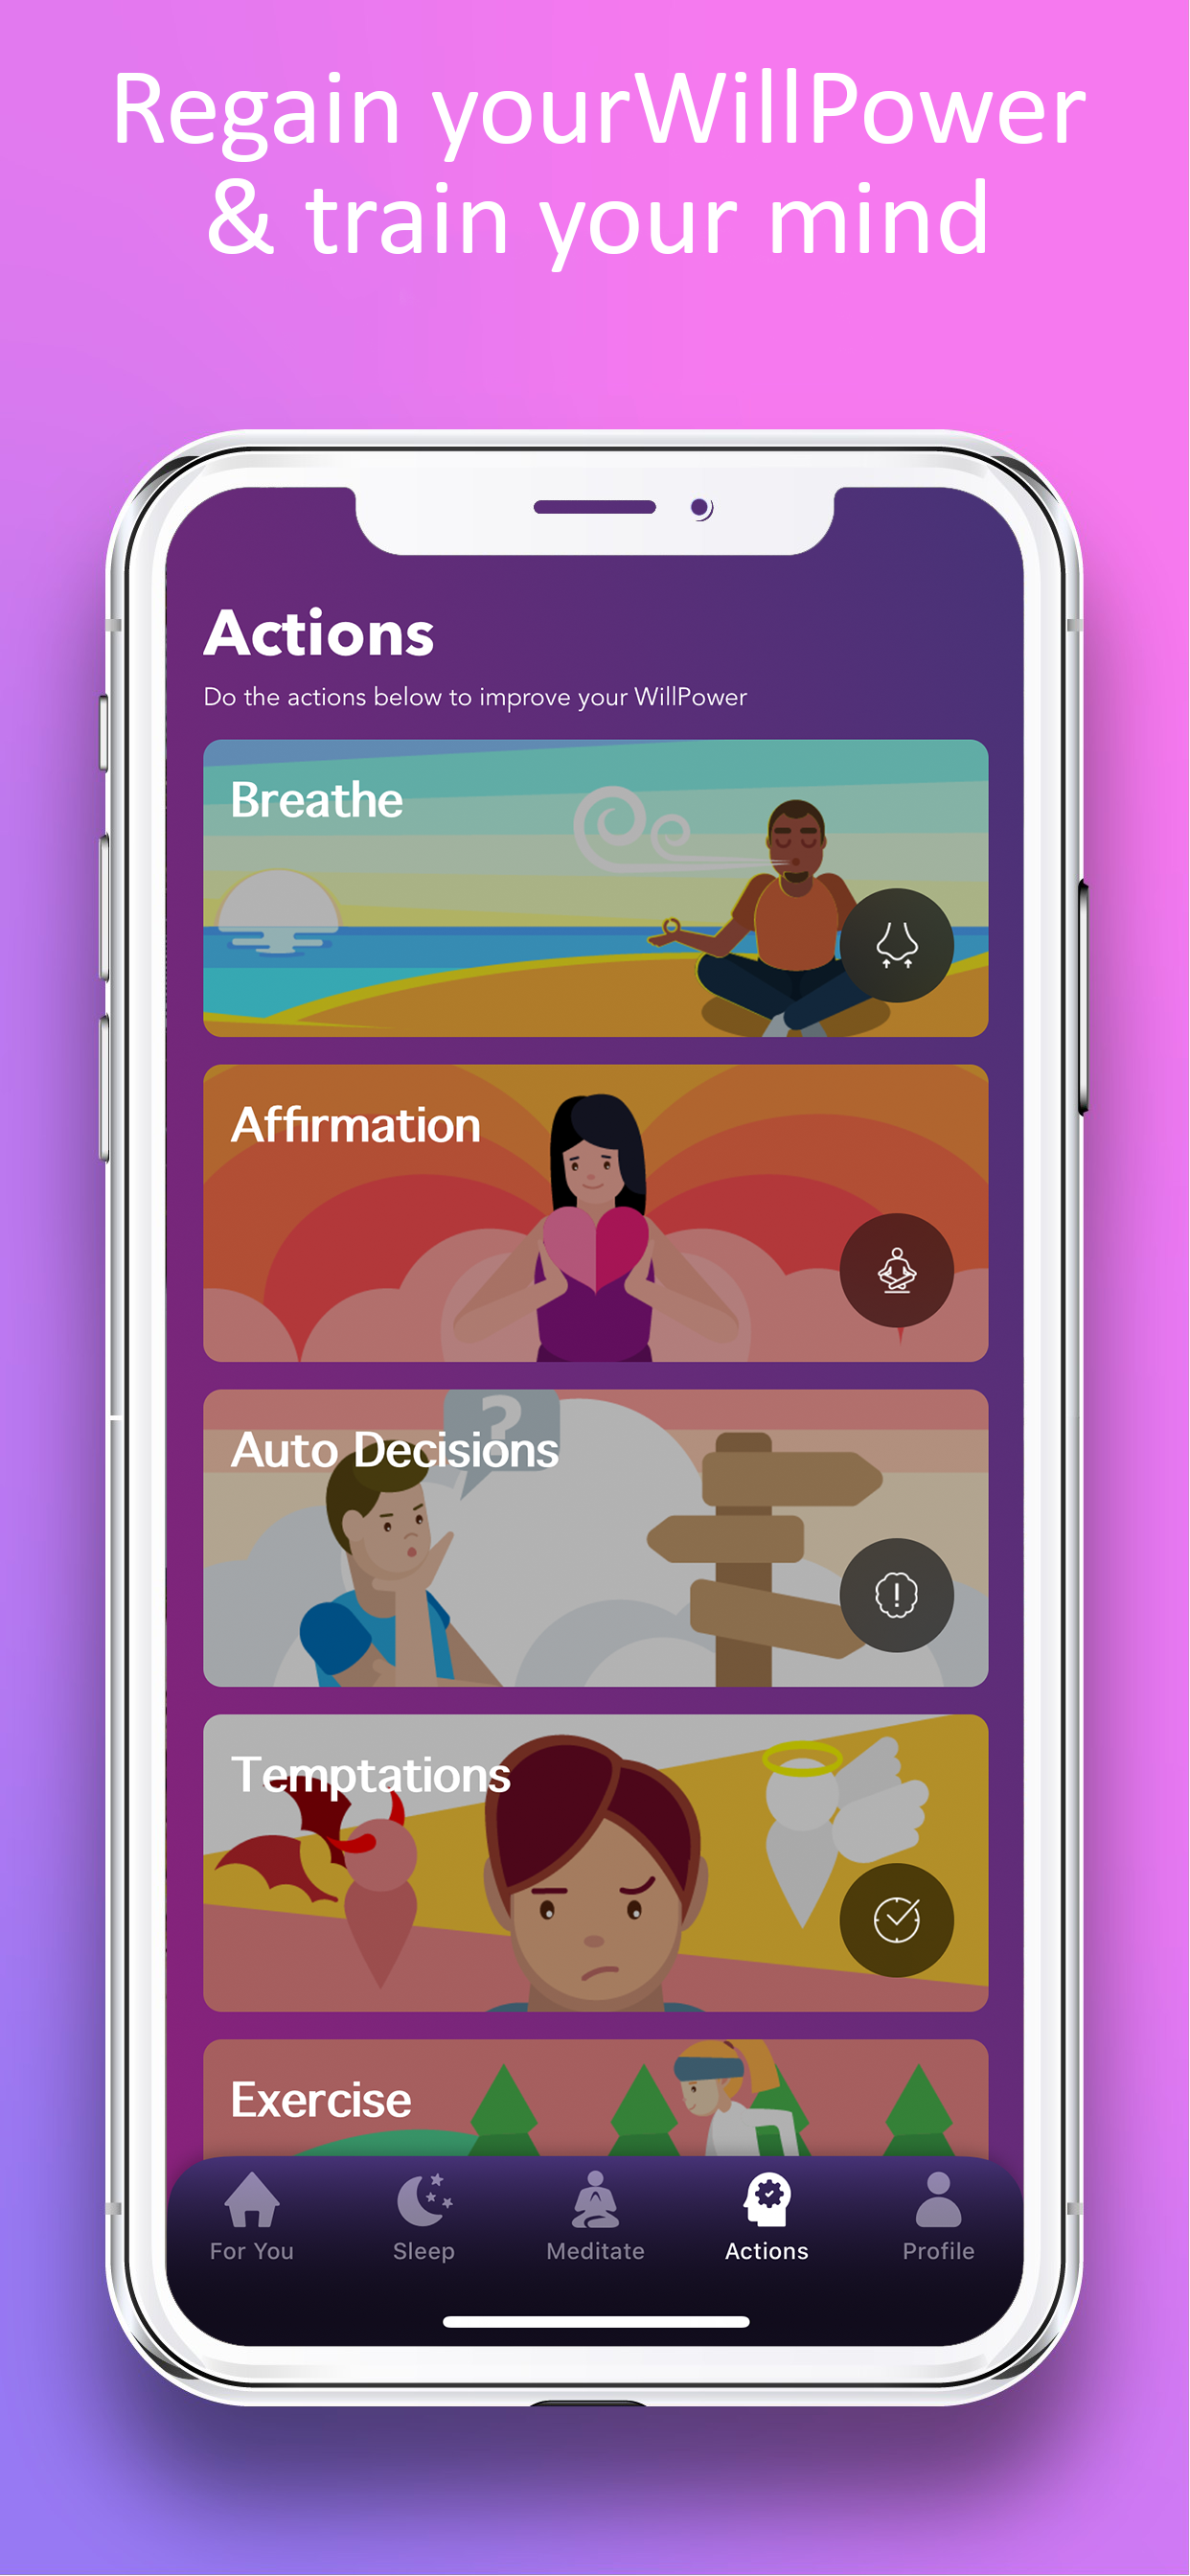 Regain yourWillPower
& train your mind
Actions
Do the actions below to improve your WillPower
Breathe
Affirmation
?
Auto Decisions
!
Temptations
Exercise
For You
Sleep
Meditate
Actions
Profile